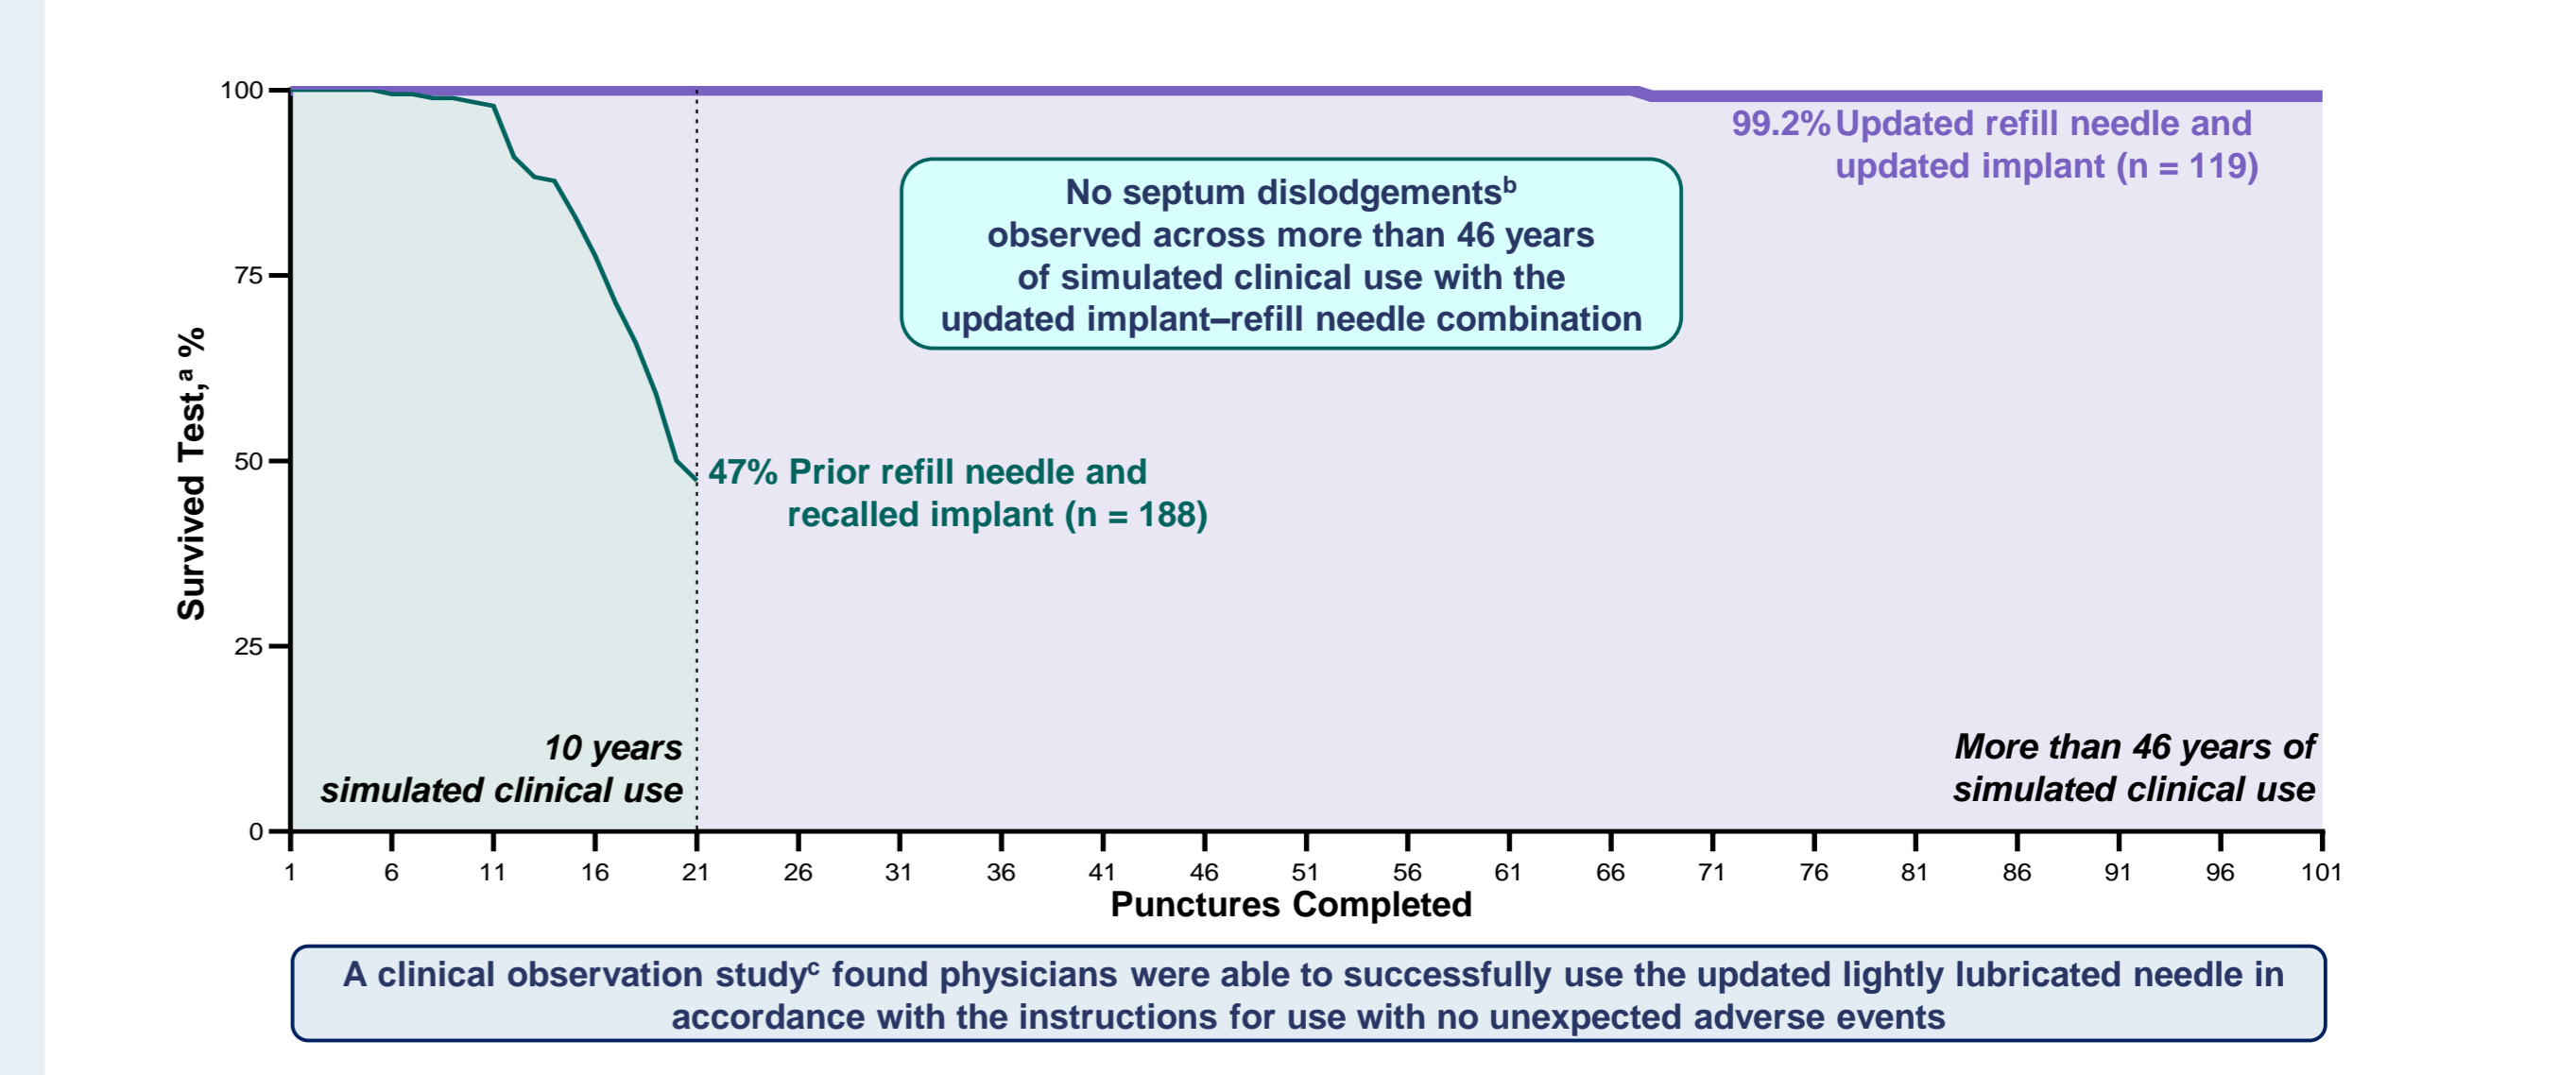 100
75
50
25
0
Survived Test,ᵃ %
99.2% Updated refill needle and
updated implant (n = 119)
No septum dislodgementsᵇ
observed across more than 46 years
of simulated clinical use with the
updated implant–refill needle combination
47% Prior refill needle and
recalled implant (n = 188)
10 years
simulated clinical use
More than 46 years of
simulated clinical use
1 6 11 16 21 26 31 36 41 46 51 56 61 66 71 76 81 86 91 96 101
Punctures Completed
A clinical observation studyᶜ found physicians were able to successfully use the updated lightly lubricated needle in
accordance with the instructions for use with no unexpected adverse events